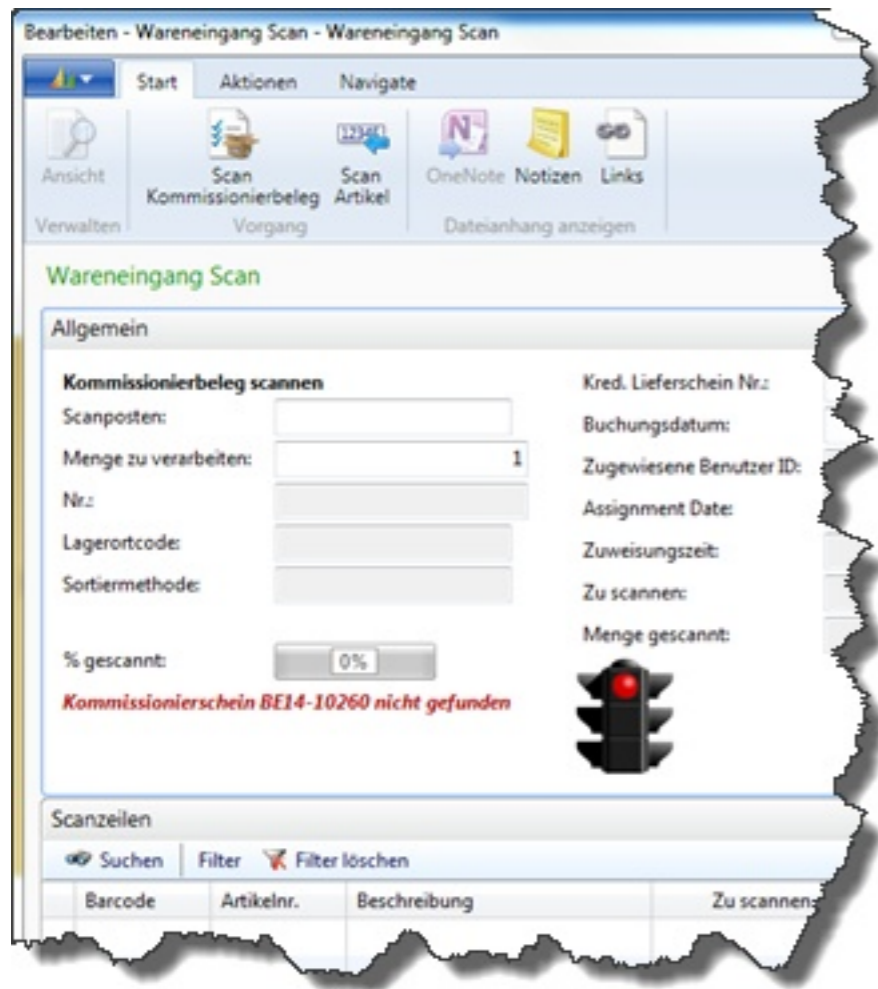 Bearbeiten - Wareneingang Scan - Wareneingang Scan
Start Aktionen Navigate
Ansicht
Scan Kommissionierbeleg
Scan Artikel
OneNote Notizen Links
Verwalten Vorgang Dateianhang anzeigen
Wareneingang Scan
Allgemein
Kommissionierbeleg scannen
Scanposten:
Menge zu verarbeiten: 1
Nr.:
Lagerortcode:
Sortiermethode:
% gescannt: 0%
Kommissionierschein BE14-10260 nicht gefunden
Kred. Lieferschein Nr.:
Buchungsdatum:
Zugewiesene Benutzer ID:
Assignment Date:
Zuweisungszeit:
Zu scannen:
Menge gescannt:
Scanzeilen
Suchen Filter Filter löschen
Barcode Artikelnr. Beschreibung Zu scannen